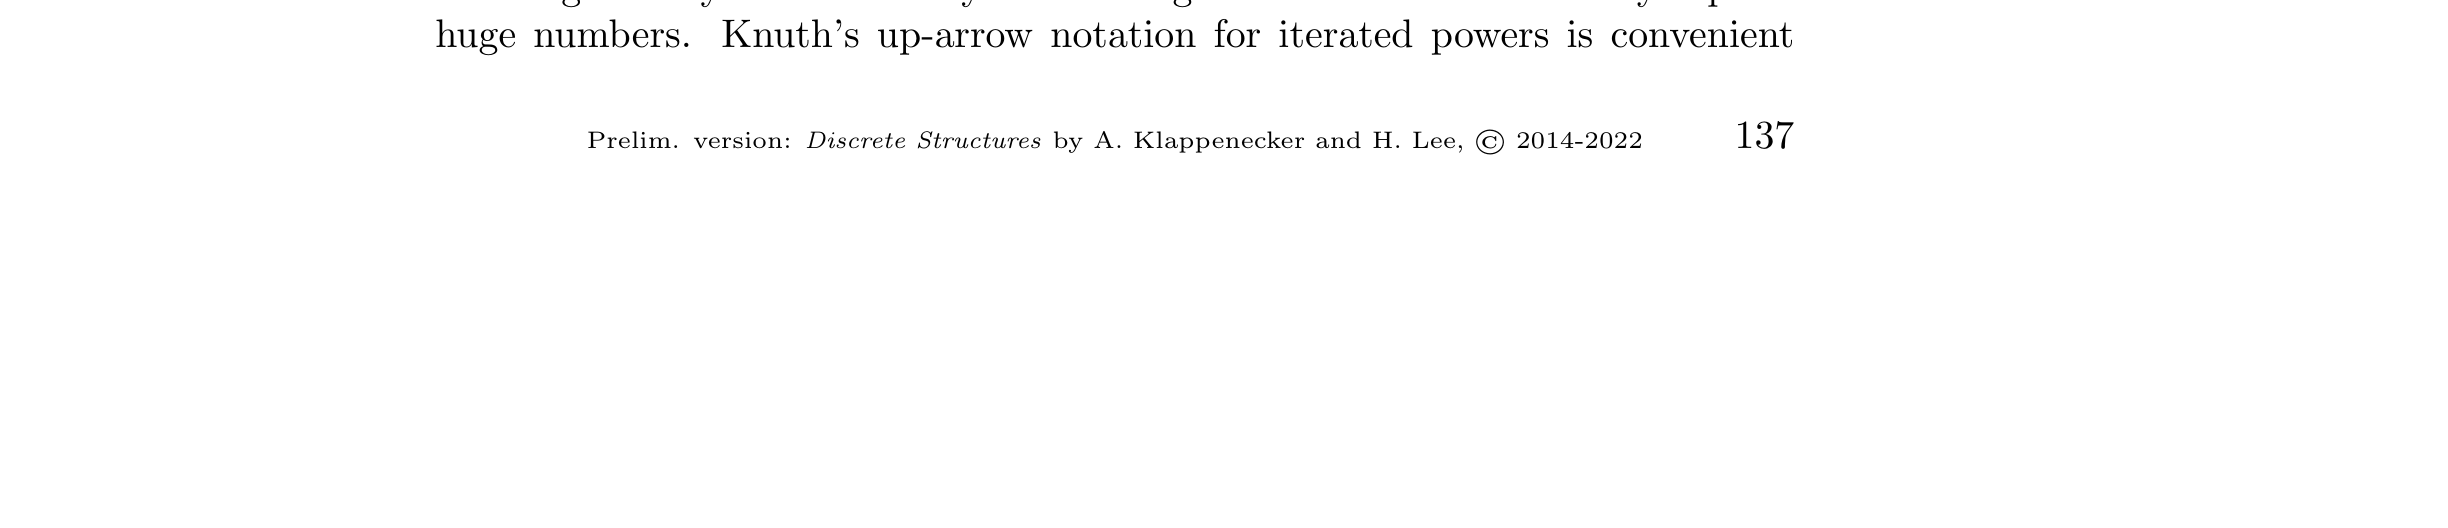 huge numbers. Knuth's up-arrow notation for iterated powers is convenient
Prelim. version: Discrete Structures by A. Klappenecker and H. Lee, © 2014-2022 137